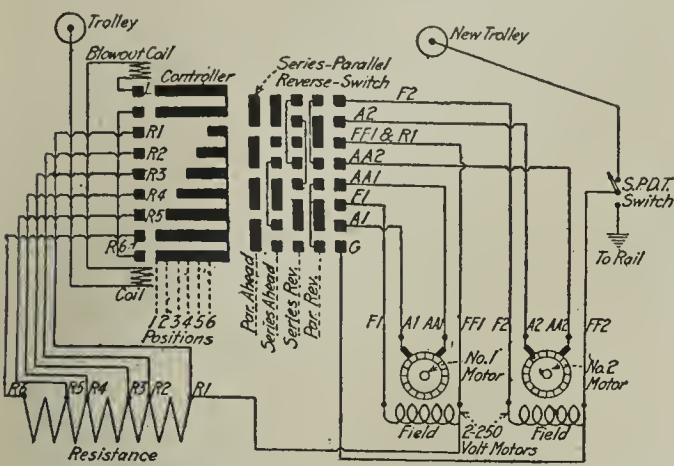 Trolley
New Trolley
Blowout Coil
Controller
Series-Parallel
Reverse-Switch
L
R1
R2
R3
R4
R5
R6
Coil
1 2 3 4 5 6
Positions
Par. Ahead
Series Ahead
Series Rev.
Par. Rev.
F2
A2
FF1 & R1
AA2
AA1
F1
A1
G
S.P.D.T.
Switch
To Rail
F1 A1 AA1 FF1 F2 A2 AA2 FF2
No.1
Motor
No.2
Motor
Field
2-250
Volt Motors
Field
R6 R5 R4 R3 R2 R1
Resistance